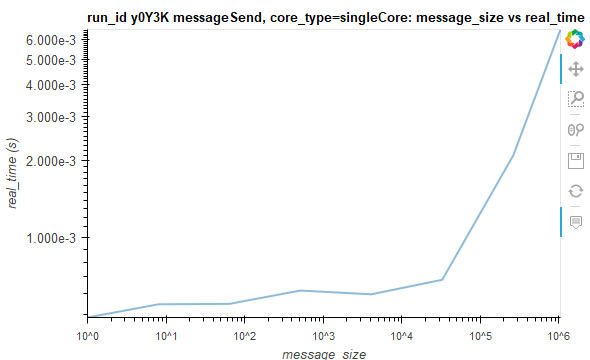 run_id y0Y3K messageSend, core_type=singleCore: message_size vs real_time
6.000e-3
5.000e-3
4.000e-3
3.000e-3
2.000e-3
1.000e-3
real_time (s)
10^0
10^1
10^2
10^3
10^4
10^5
10^6
message_size